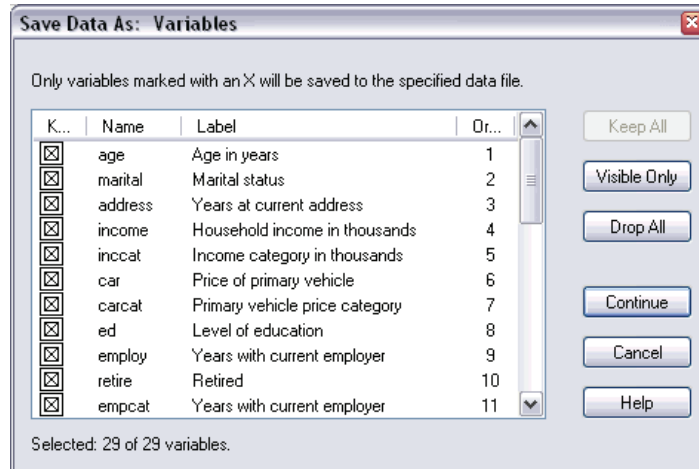 Save Data As: Variables
Only variables marked with an X will be saved to the specified data file.
K... Name Label Or...
age Age in years 1
marital Marital status 2
address Years at current address 3
income Household income in thousands 4
inccat Income category in thousands 5
car Price of primary vehicle 6
carcat Primary vehicle price category 7
ed Level of education 8
employ Years with current employer 9
retire Retired 10
empcat Years with current employer 11
Keep All
Visible Only
Drop All
Continue
Cancel
Help
Selected: 29 of 29 variables.